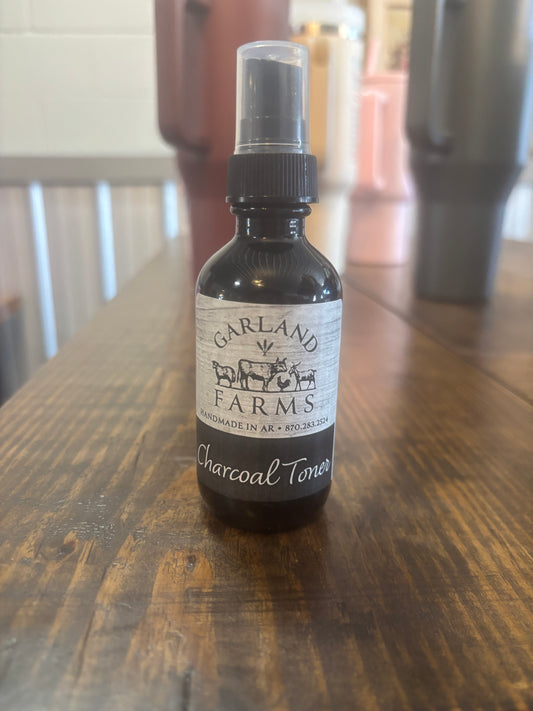 GARLAND
FARMS
HANDMADE IN AR • 870.283.2524
Charcoal Toner